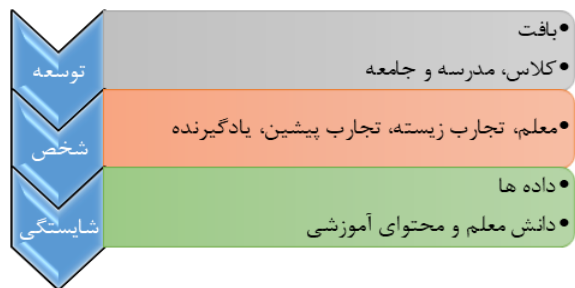 توسعه
بافت
کلاس، مدرسه و جامعه
شخص
معلم، تجارب زیسته، تجارب پیشین، یادگیرنده
شایستگی
داده ها
دانش معلم و محتوای آموزشی